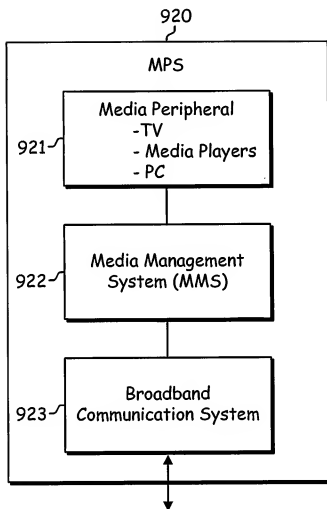 920
MPS
Media Peripheral
-TV
- Media Players
- PC
921
Media Management
System (MMS)
922
Broadband
Communication System
923